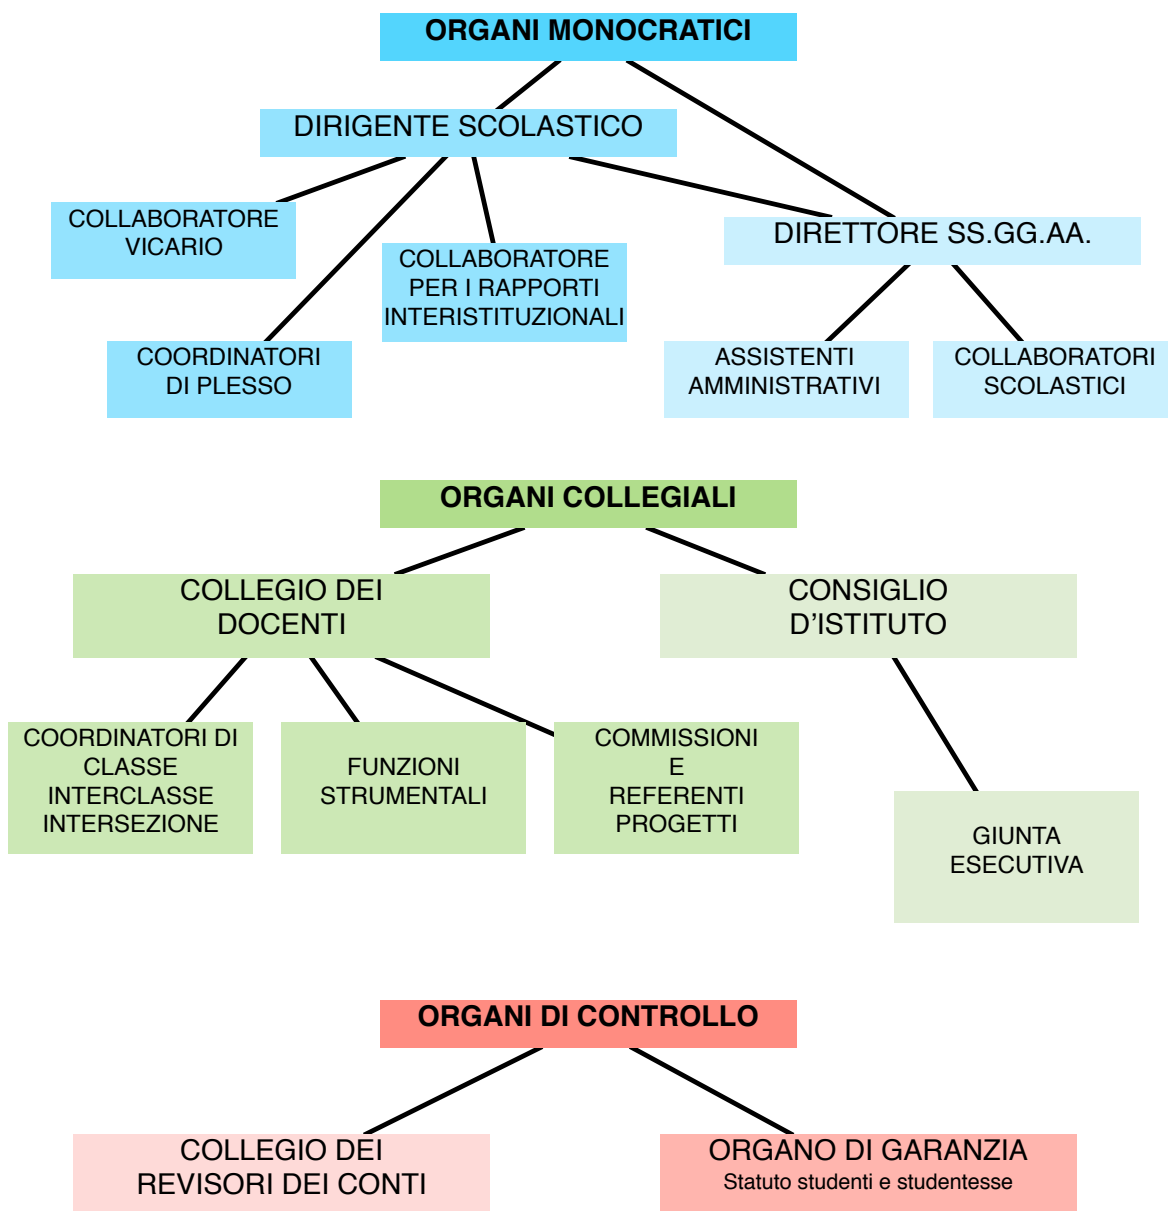 ORGANI MONOCRATICI
DIRIGENTE SCOLASTICO
COLLABORATORE
VICARIO
DIRETTORE SS.GG.AA.
COLLABORATORE
PER I RAPPORTI
INTERISTITUZIONALI
COORDINATORI
DI PLESSO
ASSISTENTI
AMMINISTRATIVI
COLLABORATORI
SCOLASTICI
ORGANI COLLEGIALI
COLLEGIO DEI
DOCENTI
CONSIGLIO
D'ISTITUTO
COORDINATORI DI
CLASSE
INTERCLASSE
INTERSEZIONE
FUNZIONI
STRUMENTALI
COMMISSIONI
E
REFERENTI
PROGETTI
GIUNTA
ESECUTIVA
ORGANI DI CONTROLLO
COLLEGIO DEI
REVISORI DEI CONTI
ORGANO DI GARANZIA
Statuto studenti e studentesse